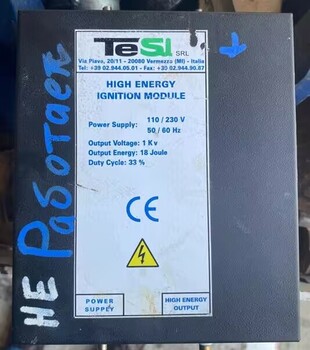 TeSi SRL
Via Piave, 20/11 - 20080 Vermezzo (MI) - Italia
Tel: +39 02.944.05.01 - Fax: +39 02.944.90.87
HIGH ENERGY
IGNITION MODULE
Power Supply: 110 / 230 V
50 / 60 Hz
Output Voltage: 1 Kv
Output Energy: 18 Joule
Duty Cycle: 33 %
CE
POWER
SUPPLY
HIGH ENERGY
OUTPUT
НЕ
Работает